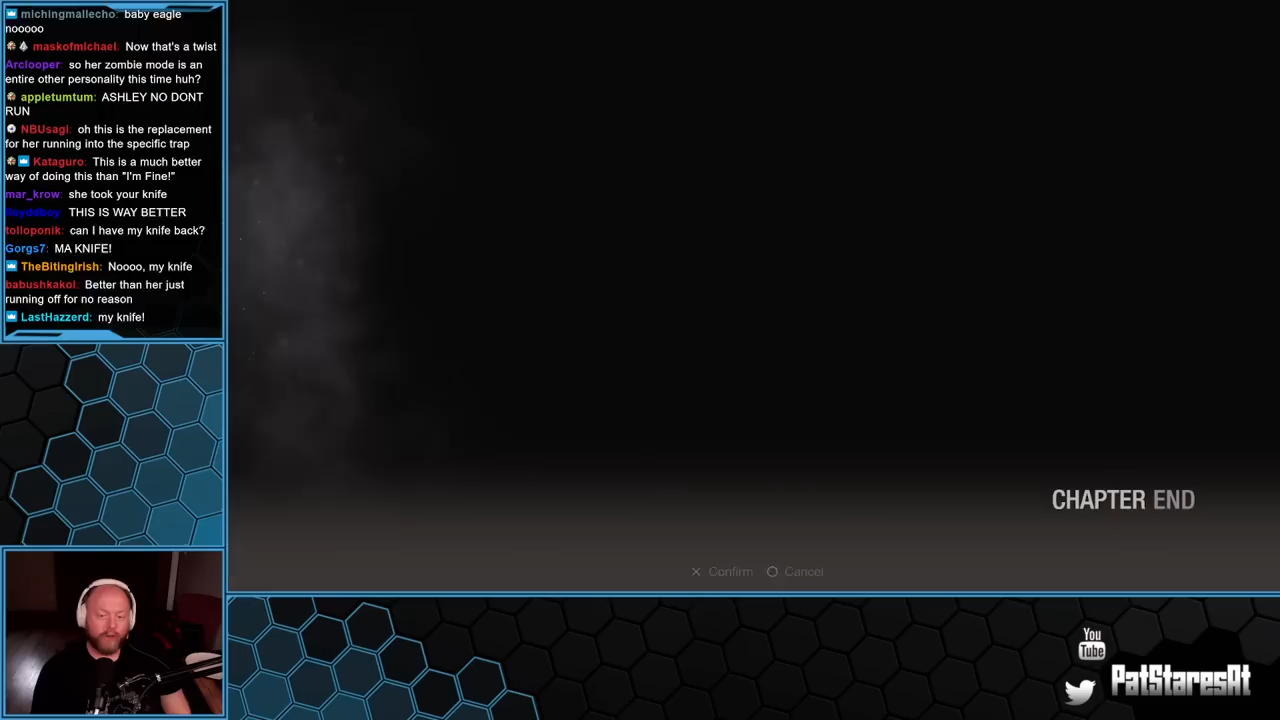 michingmallecho: baby eagle
nooooo
maskofmichael: Now that's a twist
Arclooper: so her zombie mode is an
entire other personality this time huh?
appletumtum: ASHLEY NO DONT
RUN
NBUsagi: oh this is the replacement
for her running into the specific trap
Kataguro: This is a much better
way of doing this than "I'm Fine!"
mar_krow: she took your knife
THIS IS WAY BETTER
tolloponik: can I have my knife back?
Gorgs7: MA KNIFE!
TheBitingIrish: Noooo, my knife
babushkakol: Better than her just
running off for no reason
LastHazzerd: my knife!
CHAPTER END
Confirm Cancel
You
Tube
PatStaresAt